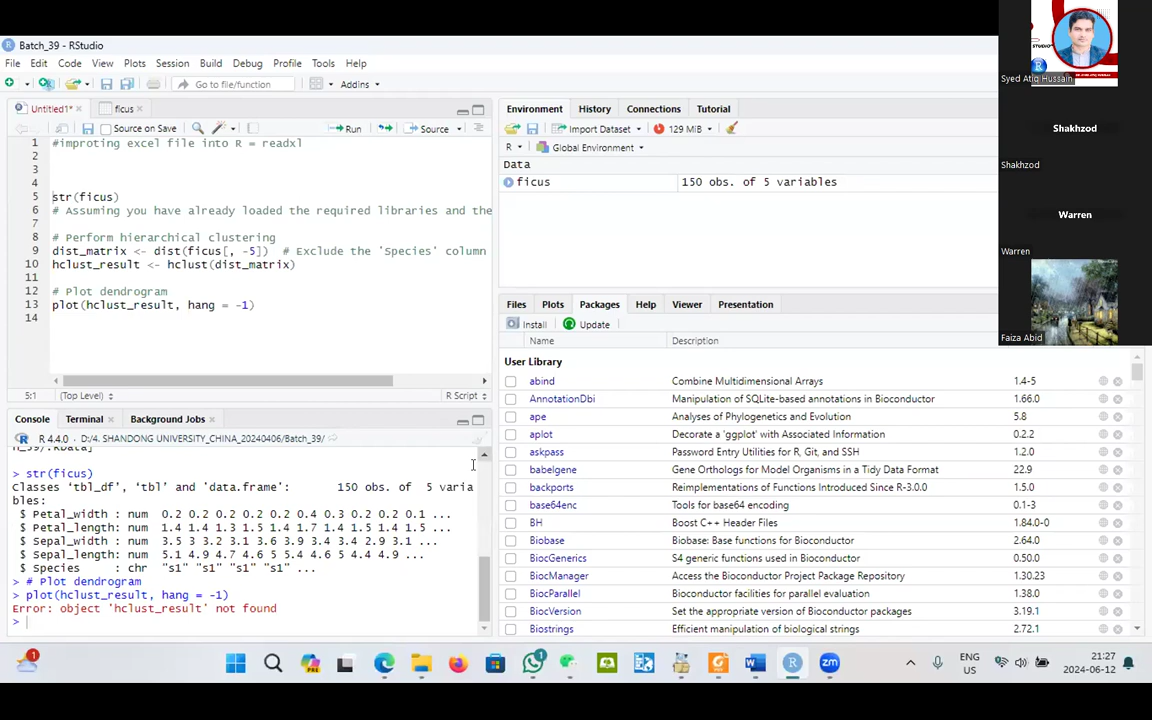 Batch_39 - RStudio
File Edit Code View Plots Session Build Debug Profile Tools Help
Go to file/function
Addins
Untitled1*
ficus
Source on Save
Run
Source
1 #improting excel file into R = readxl
2
3
4
5 str(ficus)
6 # Assuming you have already loaded the required libraries and the
7
8 # Perform hierarchical clustering
9 dist_matrix <- dist(ficus[, -5]) # Exclude the 'Species' column
10 hclust_result <- hclust(dist_matrix)
11
12 # Plot dendrogram
13 plot(hclust_result, hang = -1)
14
5:1 (Top Level) R Script
Console Terminal Background Jobs
R 4.4.0 · D:/4. SHANDONG UNIVERSITY_CHINA_20240406/Batch_39/
n_39/.RData]
> str(ficus)
Classes ‘tbl_df’, ‘tbl’ and 'data.frame': 150 obs. of 5 varia
bles:
$ Petal_width : num 0.2 0.2 0.2 0.2 0.2 0.4 0.3 0.2 0.2 0.1 ...
$ Petal_length: num 1.4 1.4 1.3 1.5 1.4 1.7 1.4 1.5 1.4 1.5 ...
$ Sepal_width : num 3.5 3 3.2 3.1 3.6 3.9 3.4 3.4 2.9 3.1 ...
$ Sepal_length: num 5.1 4.9 4.7 4.6 5 5.4 4.6 5 4.4 4.9 ...
$ Species : chr "s1" "s1" "s1" "s1" ...
> # Plot dendrogram
> plot(hclust_result, hang = -1)
Error: object 'hclust_result' not found
>
Environment History Connections Tutorial
Import Dataset
129 MiB
R
Global Environment
Data
ficus 150 obs. of 5 variables
Files Plots Packages Help Viewer Presentation
Install Update
Name Description
User Library
abind Combine Multidimensional Arrays 1.4-5
AnnotationDbi Manipulation of SQLite-based annotations in Bioconductor 1.66.0
ape Analyses of Phylogenetics and Evolution 5.8
aplot Decorate a 'ggplot' with Associated Information 0.2.2
askpass Password Entry Utilities for R, Git, and SSH 1.2.0
babelgene Gene Orthologs for Model Organisms in a Tidy Data Format 22.9
backports Reimplementations of Functions Introduced Since R-3.0.0 1.5.0
base64enc Tools for base64 encoding 0.1-3
BH Boost C++ Header Files 1.84.0-0
Biobase Biobase: Base functions for Bioconductor 2.64.0
BiocGenerics S4 generic functions used in Bioconductor 0.50.0
BiocManager Access the Bioconductor Project Package Repository 1.30.23
BiocParallel Bioconductor facilities for parallel evaluation 1.38.0
BiocVersion Set the appropriate version of Bioconductor packages 3.19.1
Biostrings Efficient manipulation of biological strings 2.72.1
Syed Atiq Hussain
Shakhzod
Shakhzod
Warren
Warren
Faiza Abid
ENG
US
21:27
2024-06-12